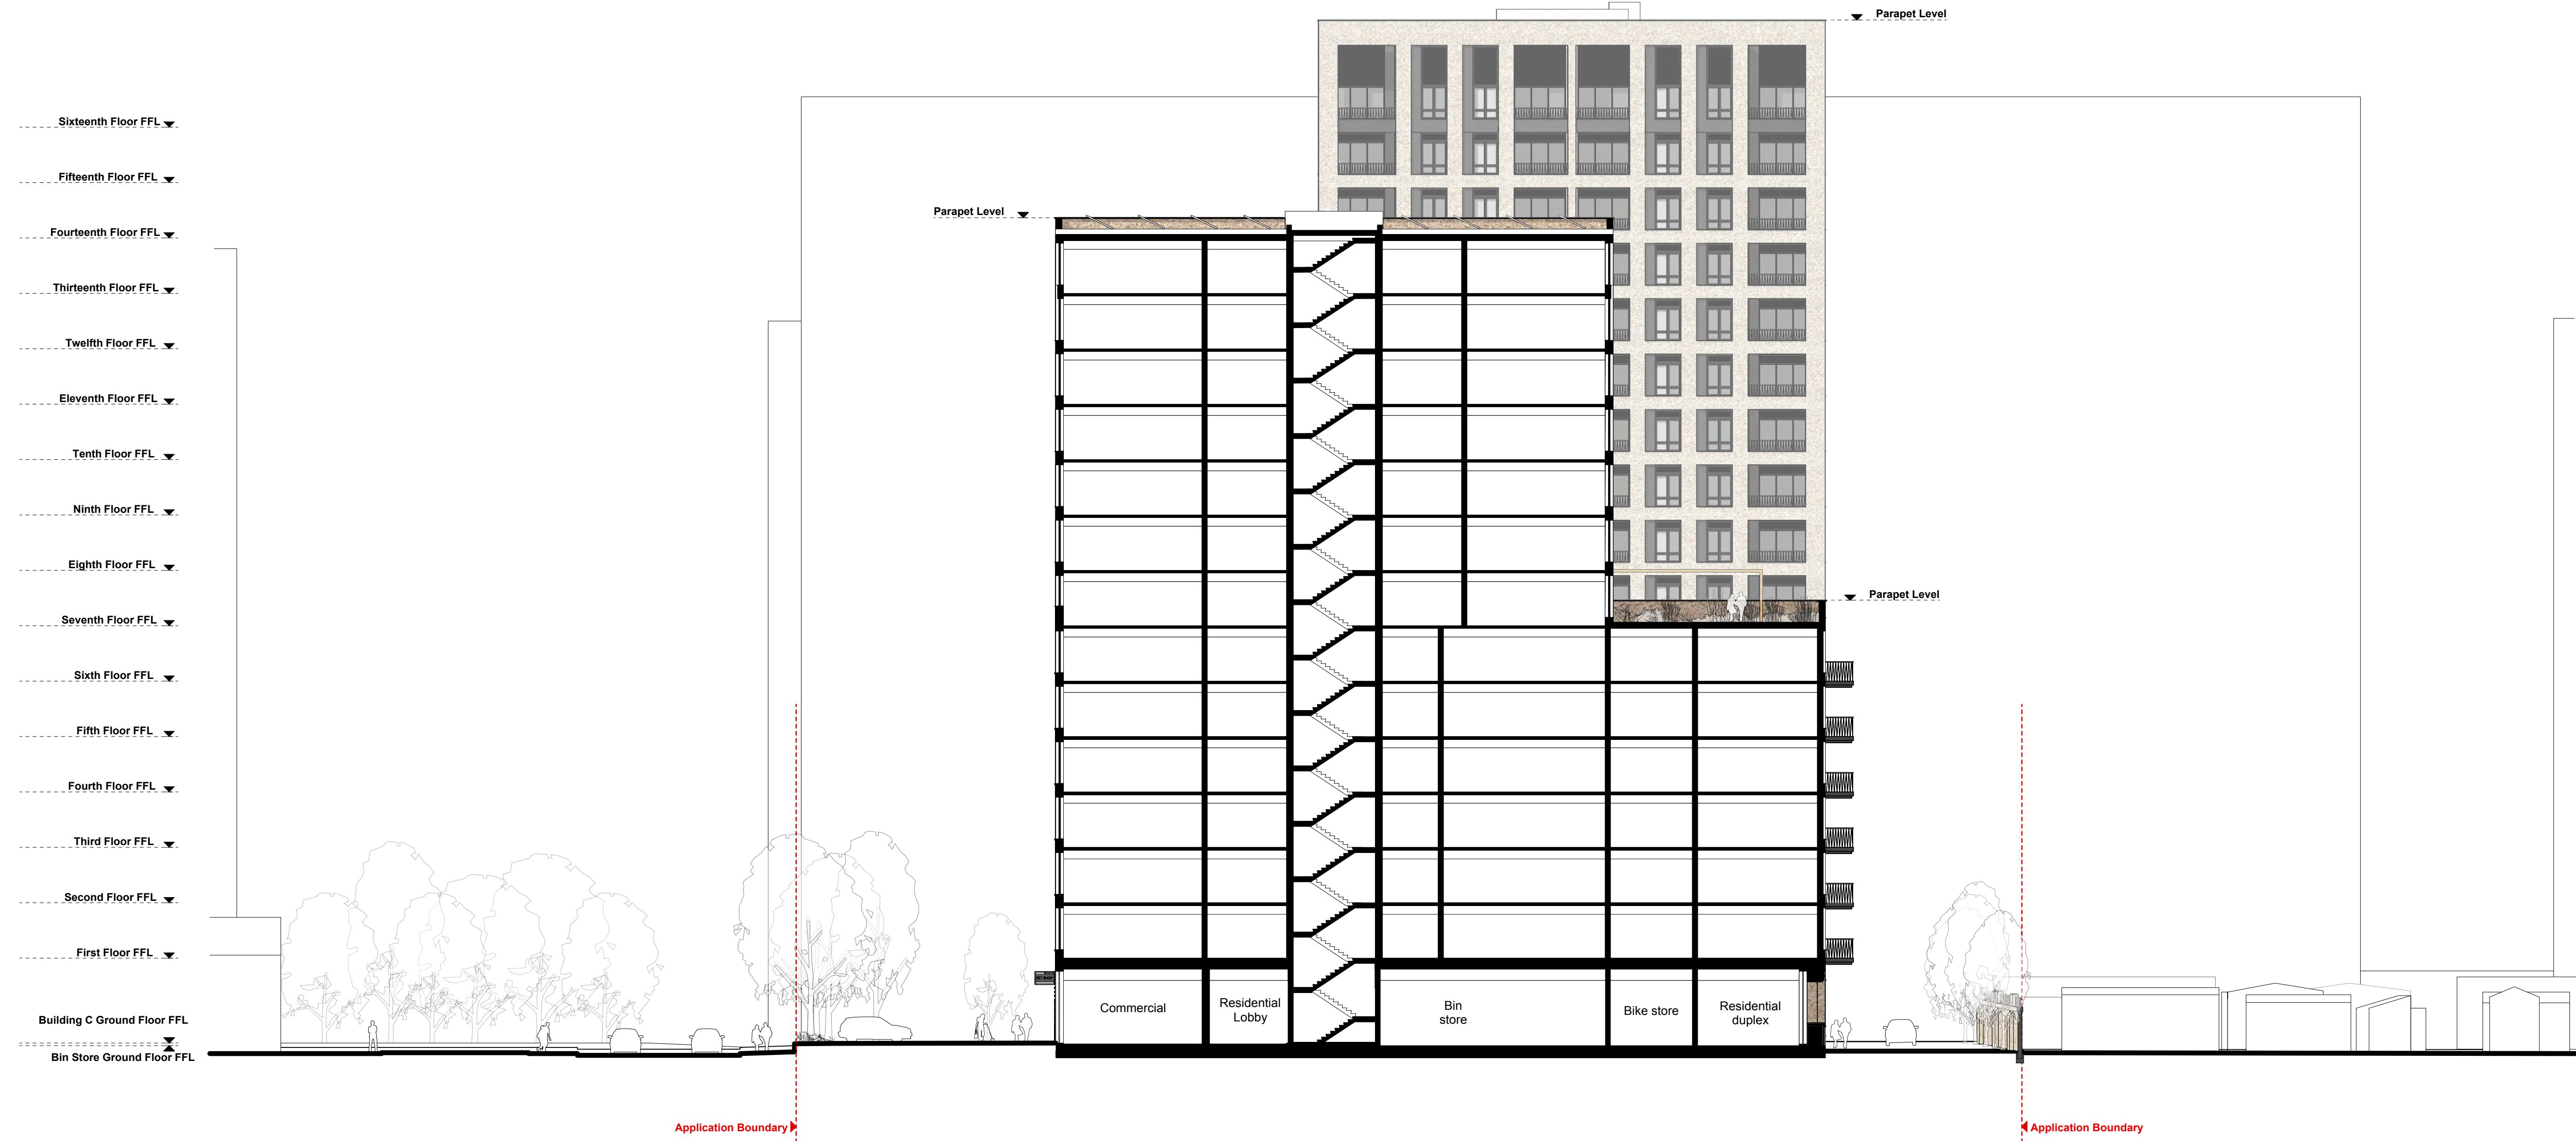 Parapet Level
Sixteenth Floor FFL
Fifteenth Floor FFL
Parapet Level
Fourteenth Floor FFL
Thirteenth Floor FFL
Twelfth Floor FFL
Eleventh Floor FFL
Tenth Floor FFL
Ninth Floor FFL
Eighth Floor FFL
Parapet Level
Seventh Floor FFL
Sixth Floor FFL
Fifth Floor FFL
Fourth Floor FFL
Third Floor FFL
Second Floor FFL
First Floor FFL
Commercial
Residential
Lobby
Bin
store
Bike store
Residential
duplex
Building C Ground Floor FFL
Bin Store Ground Floor FFL
Application Boundary
Application Boundary